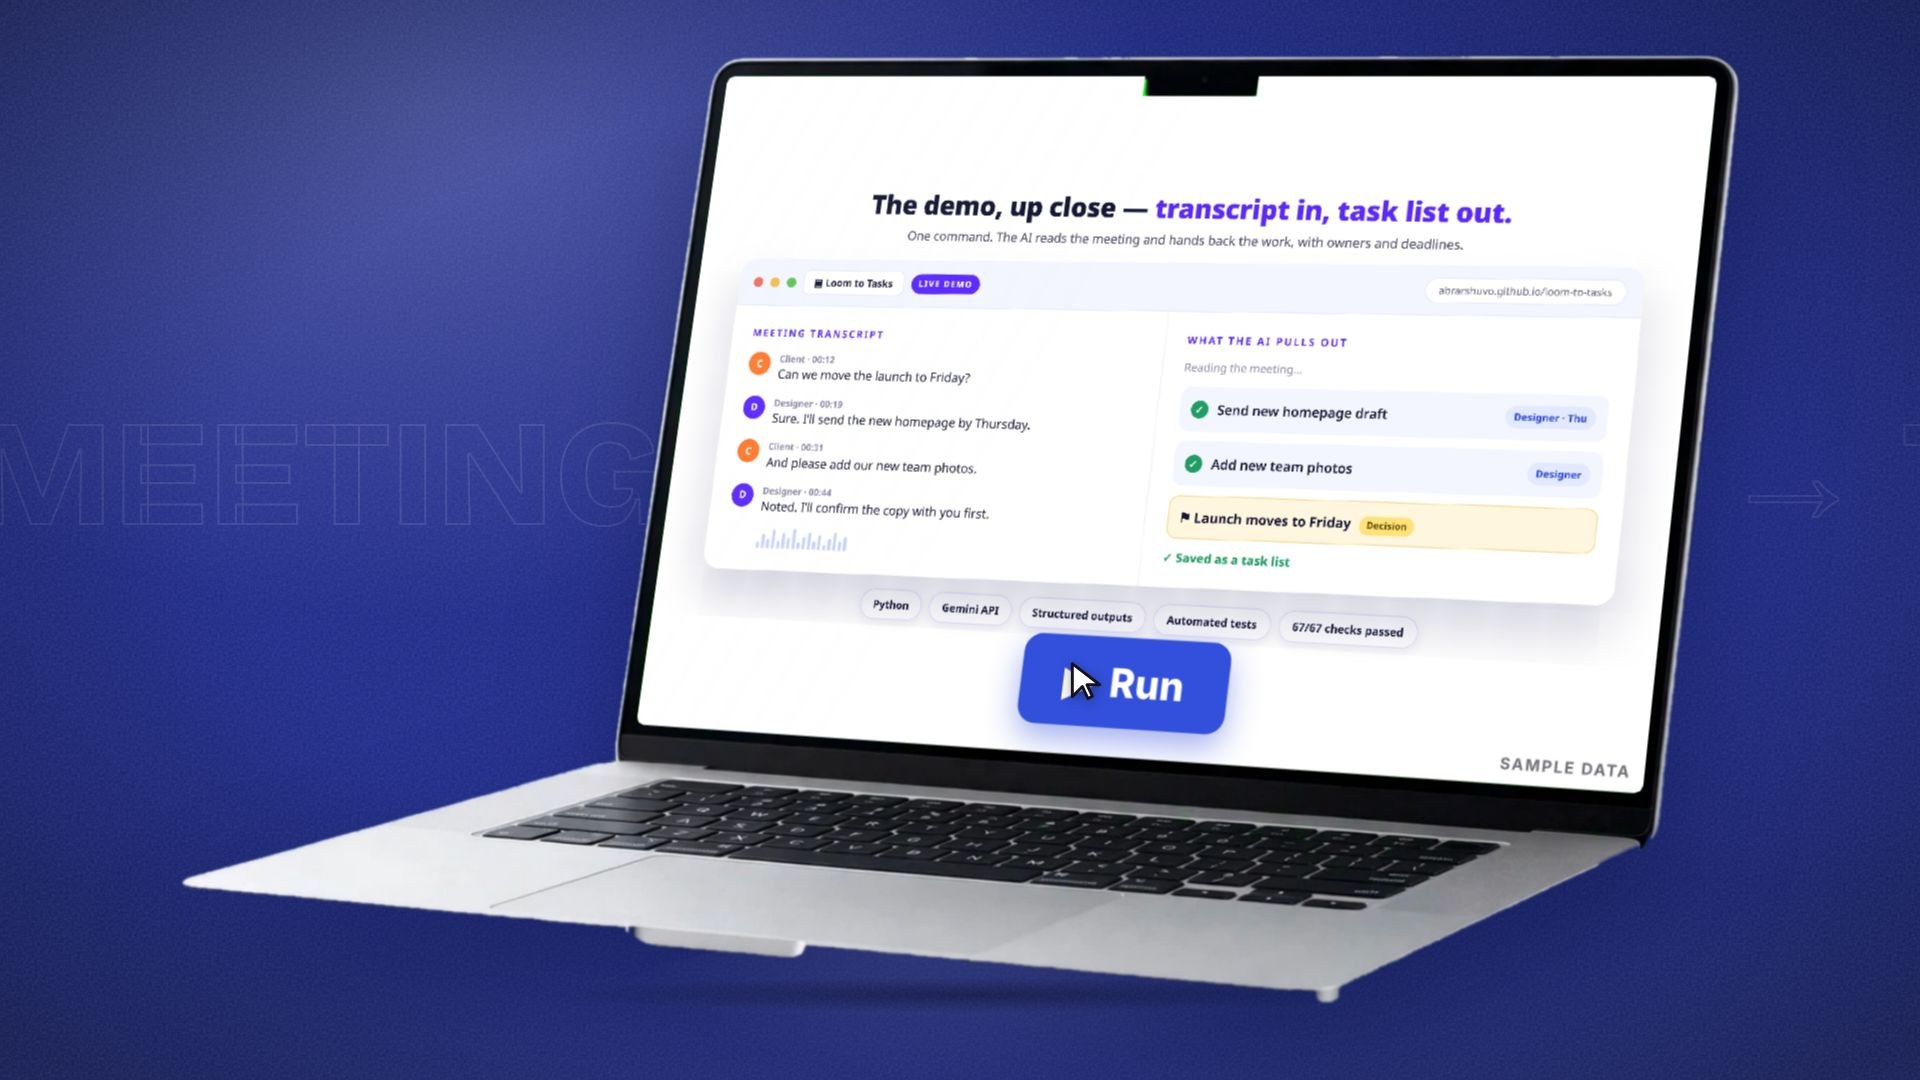 The demo, up close — transcript in, task list out.
One command. The AI reads the meeting and hands back the work, with owners and deadlines.
Loom to Tasks
LIVE DEMO
abrarshuvo.github.io/loom-to-tasks
MEETING TRANSCRIPT
C
Client · 00:12
Can we move the launch to Friday?
D
Designer · 00:19
Sure. I'll send the new homepage by Thursday.
C
Client · 00:31
And please add our new team photos.
D
Designer · 00:44
Noted. I'll confirm the copy with you first.
WHAT THE AI PULLS OUT
Reading the meeting...
✓ Send new homepage draft
Designer · Thu
✓ Add new team photos
Designer
⚑ Launch moves to Friday
Decision
✓ Saved as a task list
Python
Gemini API
Structured outputs
Automated tests
67/67 checks passed
Run
SAMPLE DATA
MEETING
→